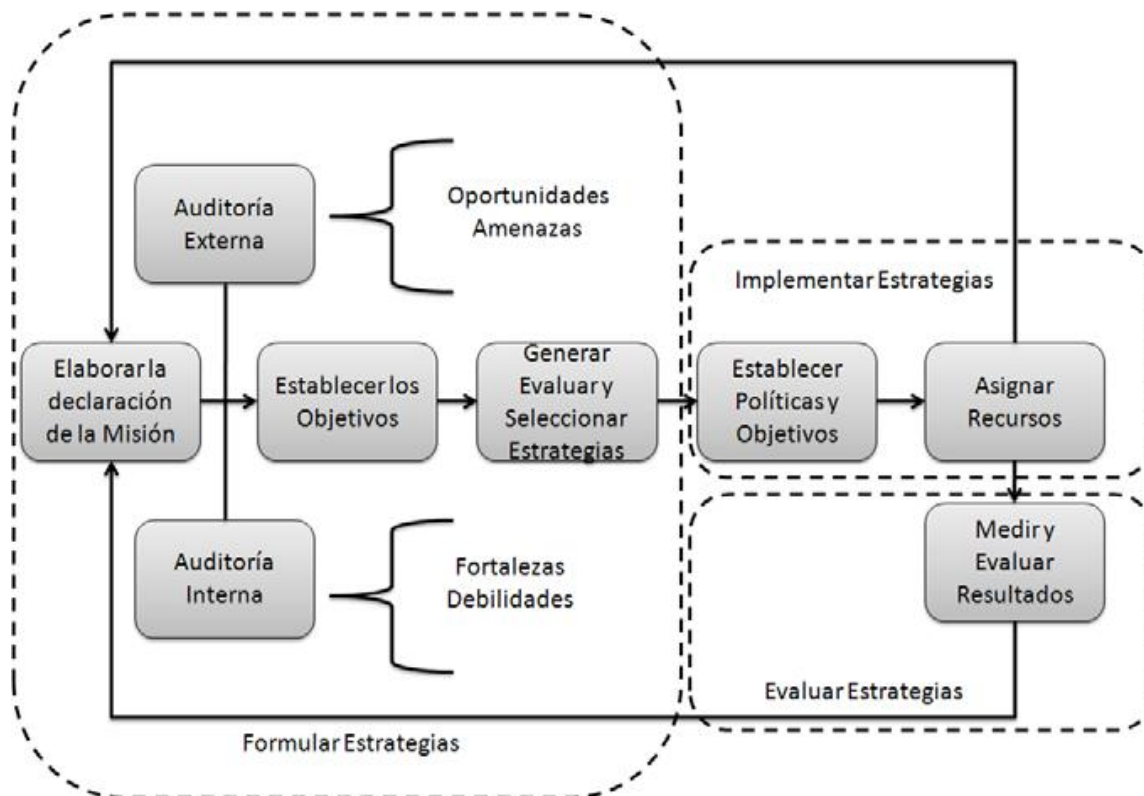 Auditoría
Externa
Oportunidades
Amenazas
Implementar Estrategias
Elaborar la
declaración
de la Misión
Establecer los
Objetivos
Generar
Evaluar y
Seleccionar
Estrategias
Establecer
Políticas y
Objetivos
Asignar
Recursos
Auditoría
Interna
Fortalezas
Debilidades
Medir y
Evaluar
Resultados
Evaluar Estrategias
Formular Estrategias